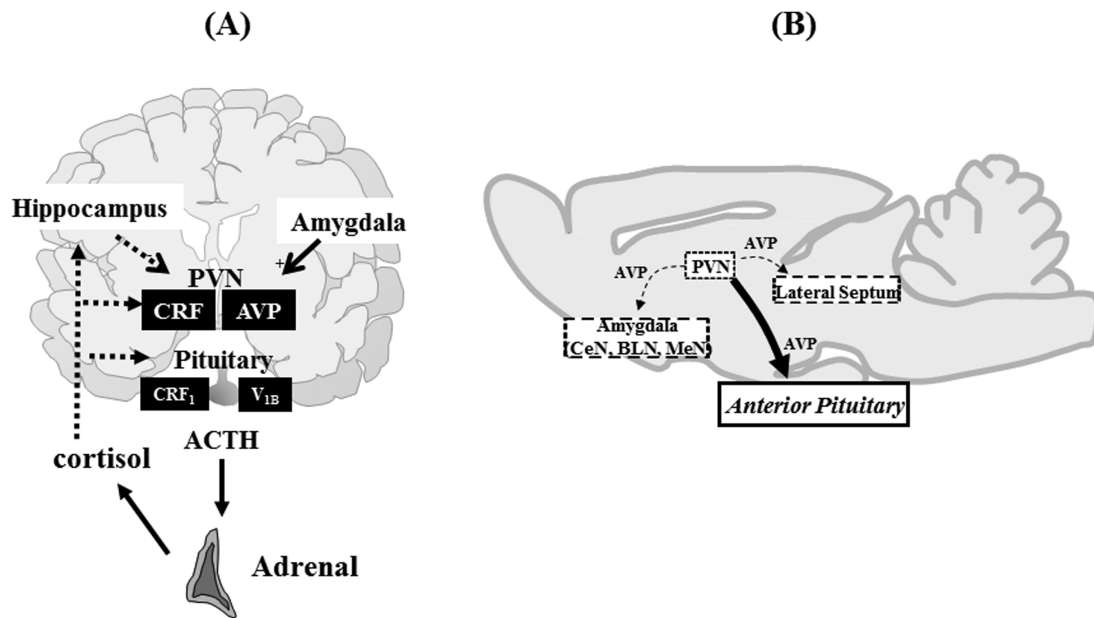 (A)
Hippocampus
Amygdala
+
PVN
CRF
AVP
Pituitary
CRF1
V1B
ACTH
cortisol
Adrenal
(B)
AVP
PVN
AVP
Lateral Septum
Amygdala
(CeN, BLN, MeN)
AVP
Anterior Pituitary